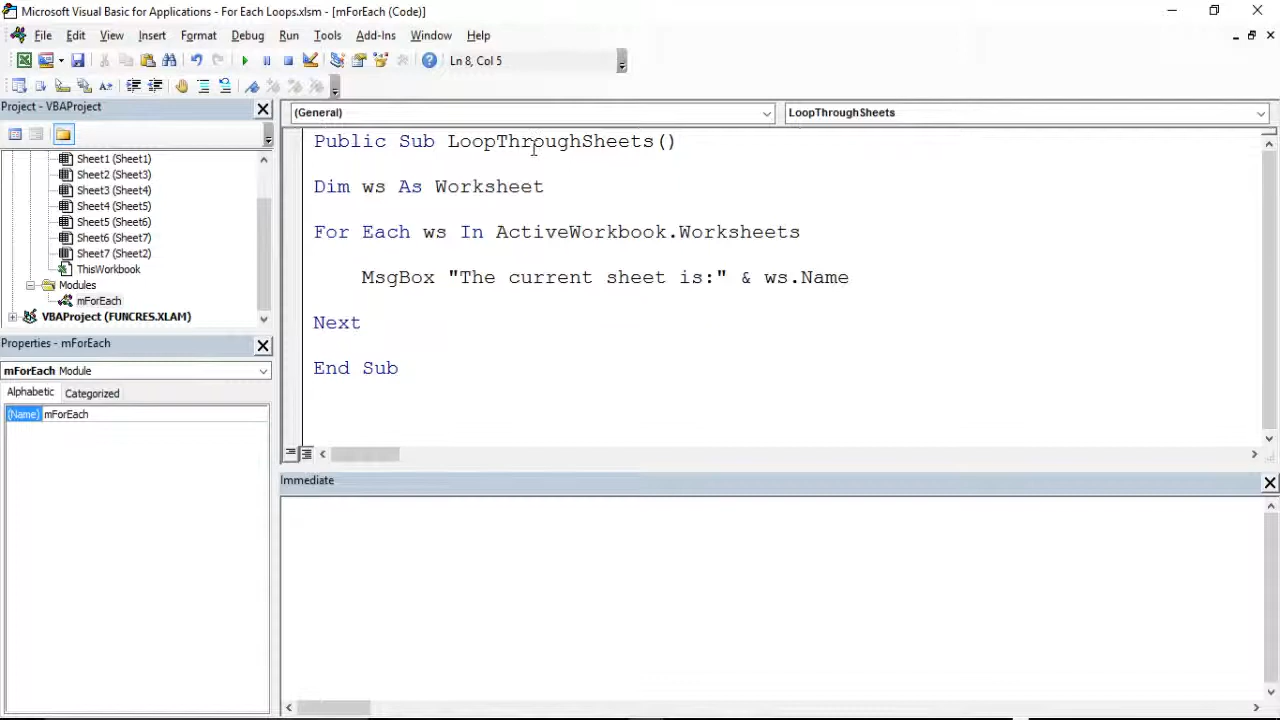 Microsoft Visual Basic for Applications - For Each Loops.xlsm - [mForEach (Code)]
File Edit View Insert Format Debug Run Tools Add-Ins Window Help
Ln 8, Col 5
Project - VBAProject
(General) LoopThroughSheets
Sheet1 (Sheet1)
Sheet2 (Sheet3)
Sheet3 (Sheet4)
Sheet4 (Sheet5)
Sheet5 (Sheet6)
Sheet6 (Sheet7)
Sheet7 (Sheet2)
ThisWorkbook
Modules
mForEach
VBAProject (FUNCRES.XLAM)
Properties - mForEach
mForEach Module
Alphabetic Categorized
(Name) mForEach
Public Sub LoopThroughSheets()
Dim ws As Worksheet
For Each ws In ActiveWorkbook.Worksheets
MsgBox "The current sheet is:" & ws.Name
Next
End Sub
Immediate